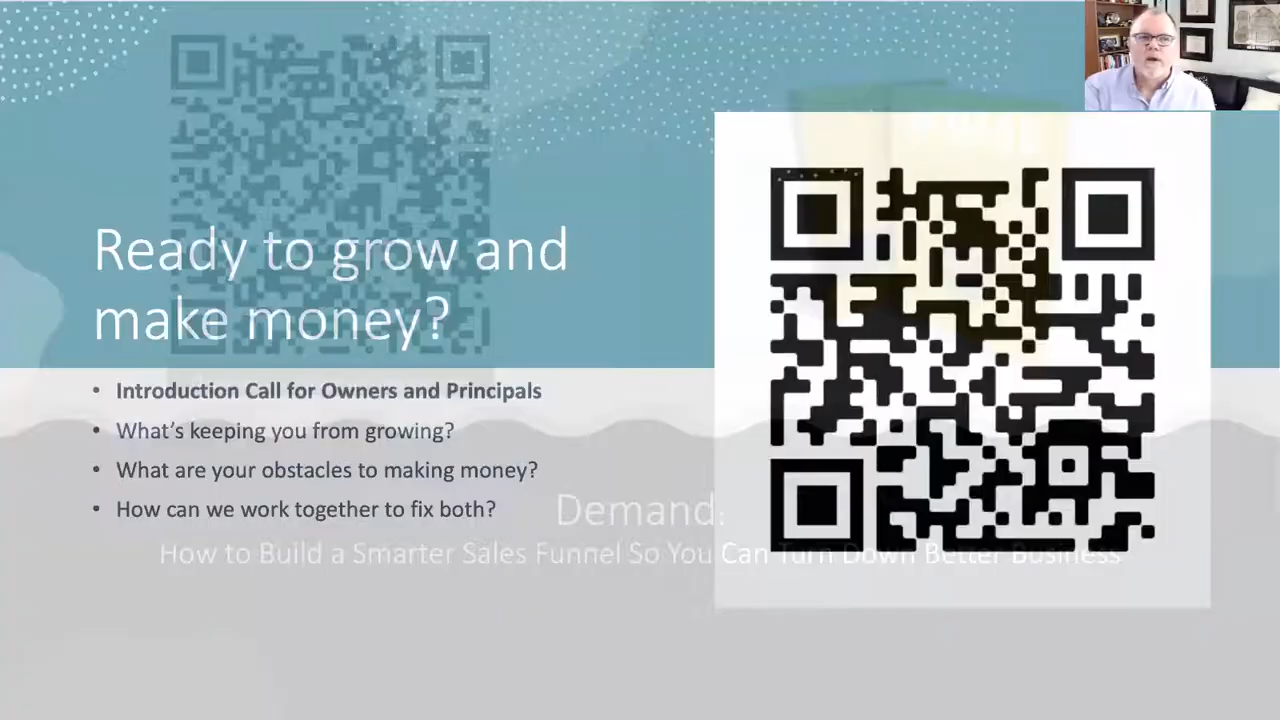 Ready to grow and
make money?
• Introduction Call for Owners and Principals
• What's keeping you from growing?
• What are your obstacles to making money?
• How can we work together to fix both?
Demand:
How to Build a Smarter Sales Funnel So You Can Turn Down Better Business